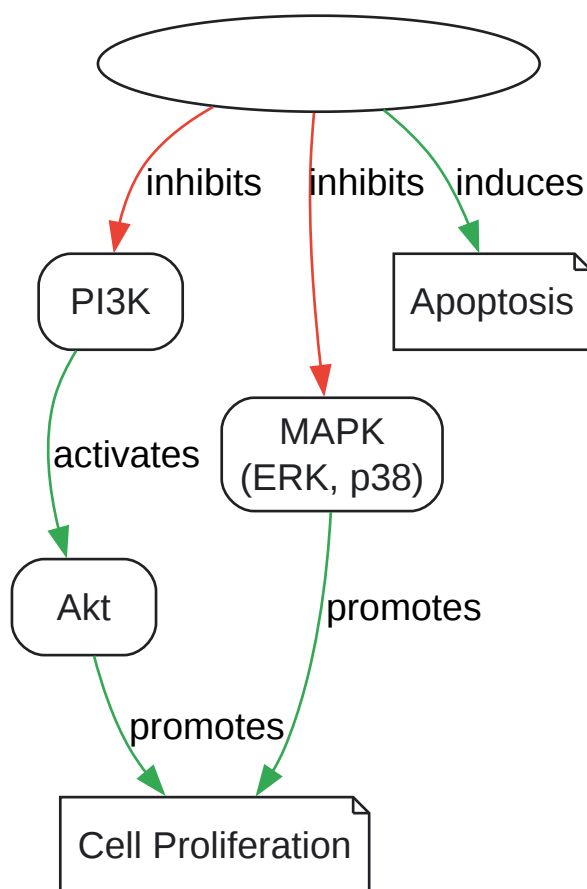 inhibits
inhibits
induces
PI3K
Apoptosis
MAPK
(ERK, p38)
activates
Akt
promotes
promotes
Cell Proliferation